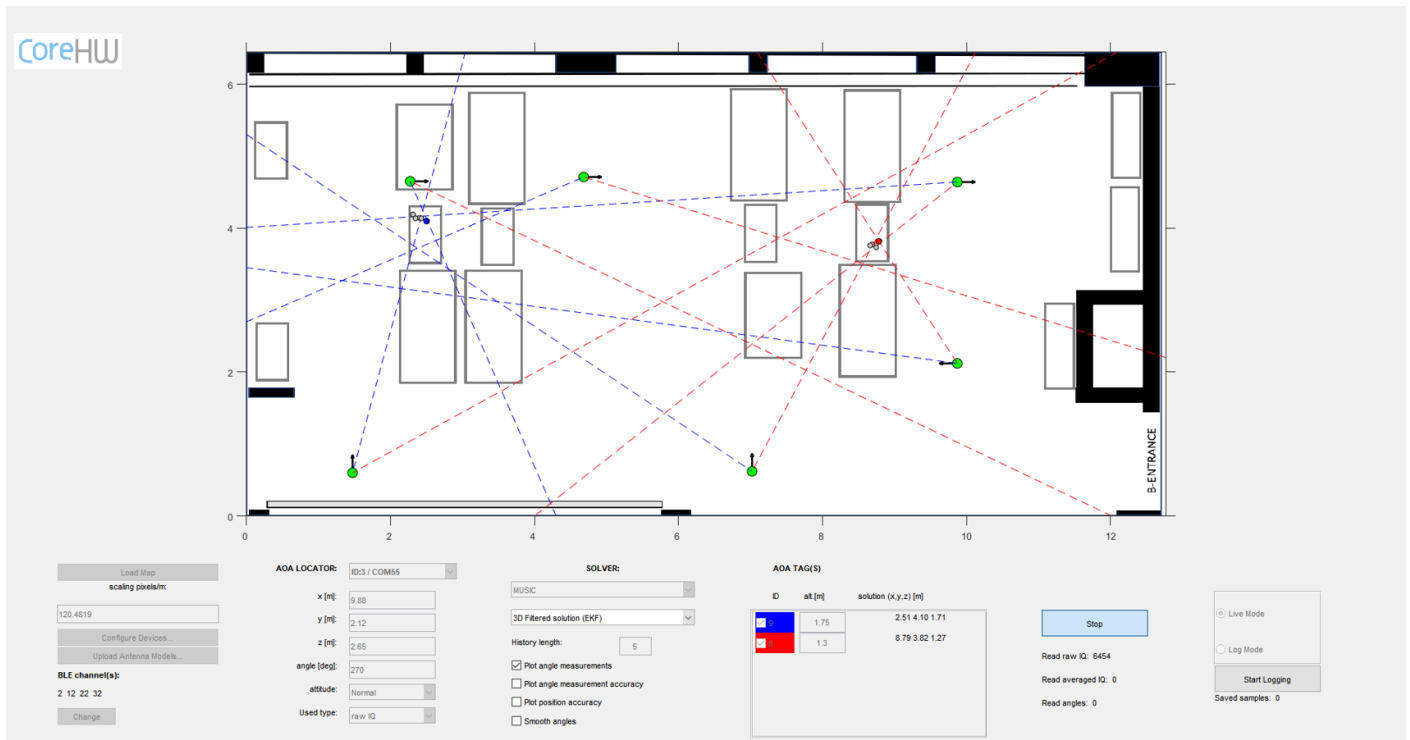 CoreHW
6
4
2
0
0
2
4
6
8
10
12
B-ENTRANCE
Load Map
scaling pixels/m:
120.4819
Configure Devices...
Upload Antenna Models...
BLE channel(s):
2 12 22 32
Change
AOA LOCATOR:
ID:3 / COM55
x [m]:
9.88
y [m]:
2.12
z [m]:
2.65
angle [deg]:
270
attitude:
Normal
Used type:
raw IQ
SOLVER:
MUSIC
3D Filtered solution (EKF)
History length:
5
Plot angle measurements
Plot angle measurement accuracy
Plot position accuracy
Smooth angles
AOA TAG(S)
ID alt.[m] solution (x,y,z) [m]
9 1.75 2.51 4.10 1.71
1.3 8.79 3.82 1.27
Stop
Read raw IQ: 6454
Read averaged IQ: 0
Read angles: 0
Live Mode
Log Mode
Start Logging
Saved samples: 0